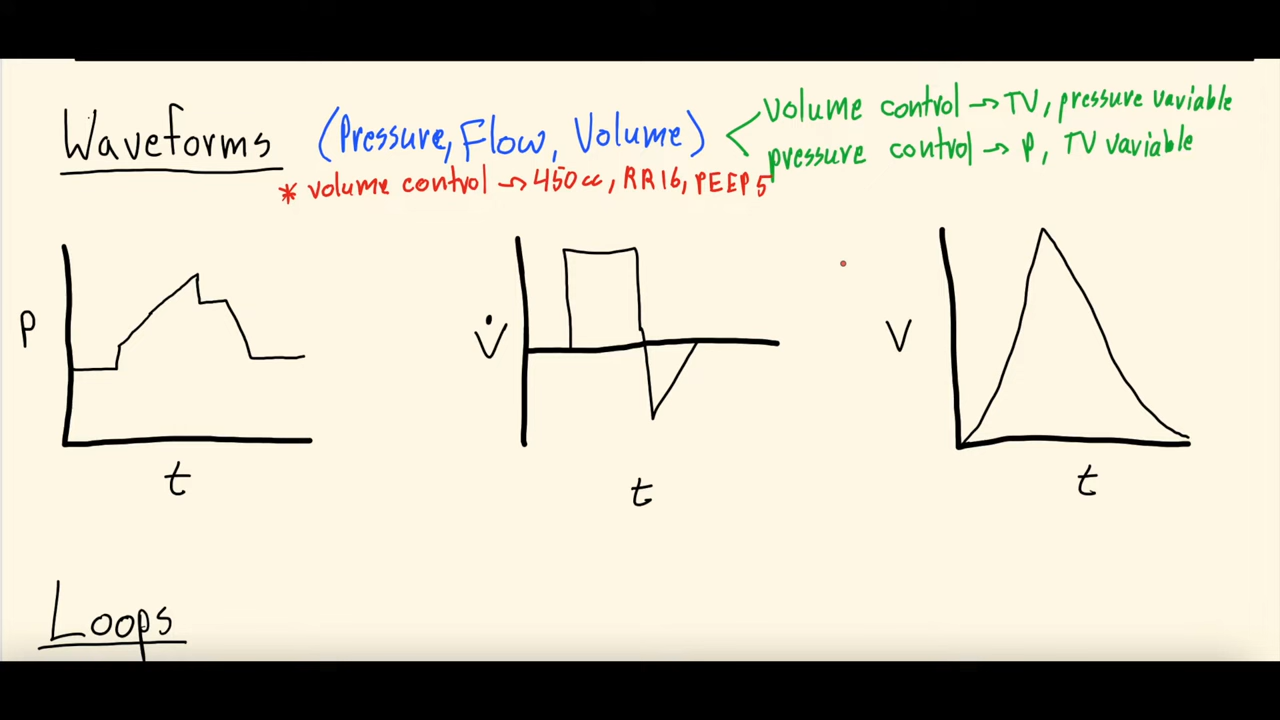 Waveforms (Pressure, Flow, Volume)
volume control → TV, pressure variable
pressure control → P, TV variable
* volume control → 450cc, RR16, PEEP 5
P
t
V̇
t
V
t
Loops